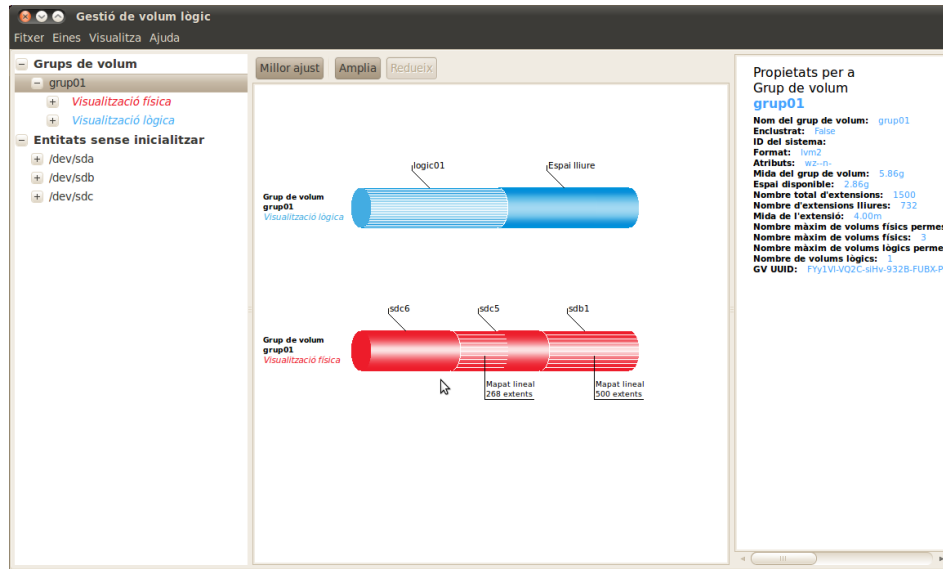 Gestió de volum lògic
Fitxer Eines Visualitza Ajuda
Grups de volum
grup01
Visualització física
Visualització lògica
Entitats sense inicialitzar
/dev/sda
/dev/sdb
/dev/sdc
Millor ajust Amplia Redueix
logic01 Espai lliure
Grup de volum
grup01
Visualització lògica
sdc6 sdc5 sdb1
Grup de volum
grup01
Visualització física
Mapat lineal
268 extents
Mapat lineal
500 extents
Propietats per a
Grup de volum
grup01
Nom del grup de volum: grup01
Enclustrat: False
ID del sistema:
Format: lvm2
Atributs: wz--n-
Mida del grup de volum: 5.86g
Espai disponible: 2.86g
Nombre total d'extensions: 1500
Nombre d'extensions lliures: 732
Mida de l'extensió: 4.00m
Nombre màxim de volums físics permes
Nombre màxim de volums físics: 3
Nombre màxim de volums lògics perme
Nombre de volums lògics: 1
GV UUID: FYy1VI-VQ2C-siHv-932B-FUBX-P